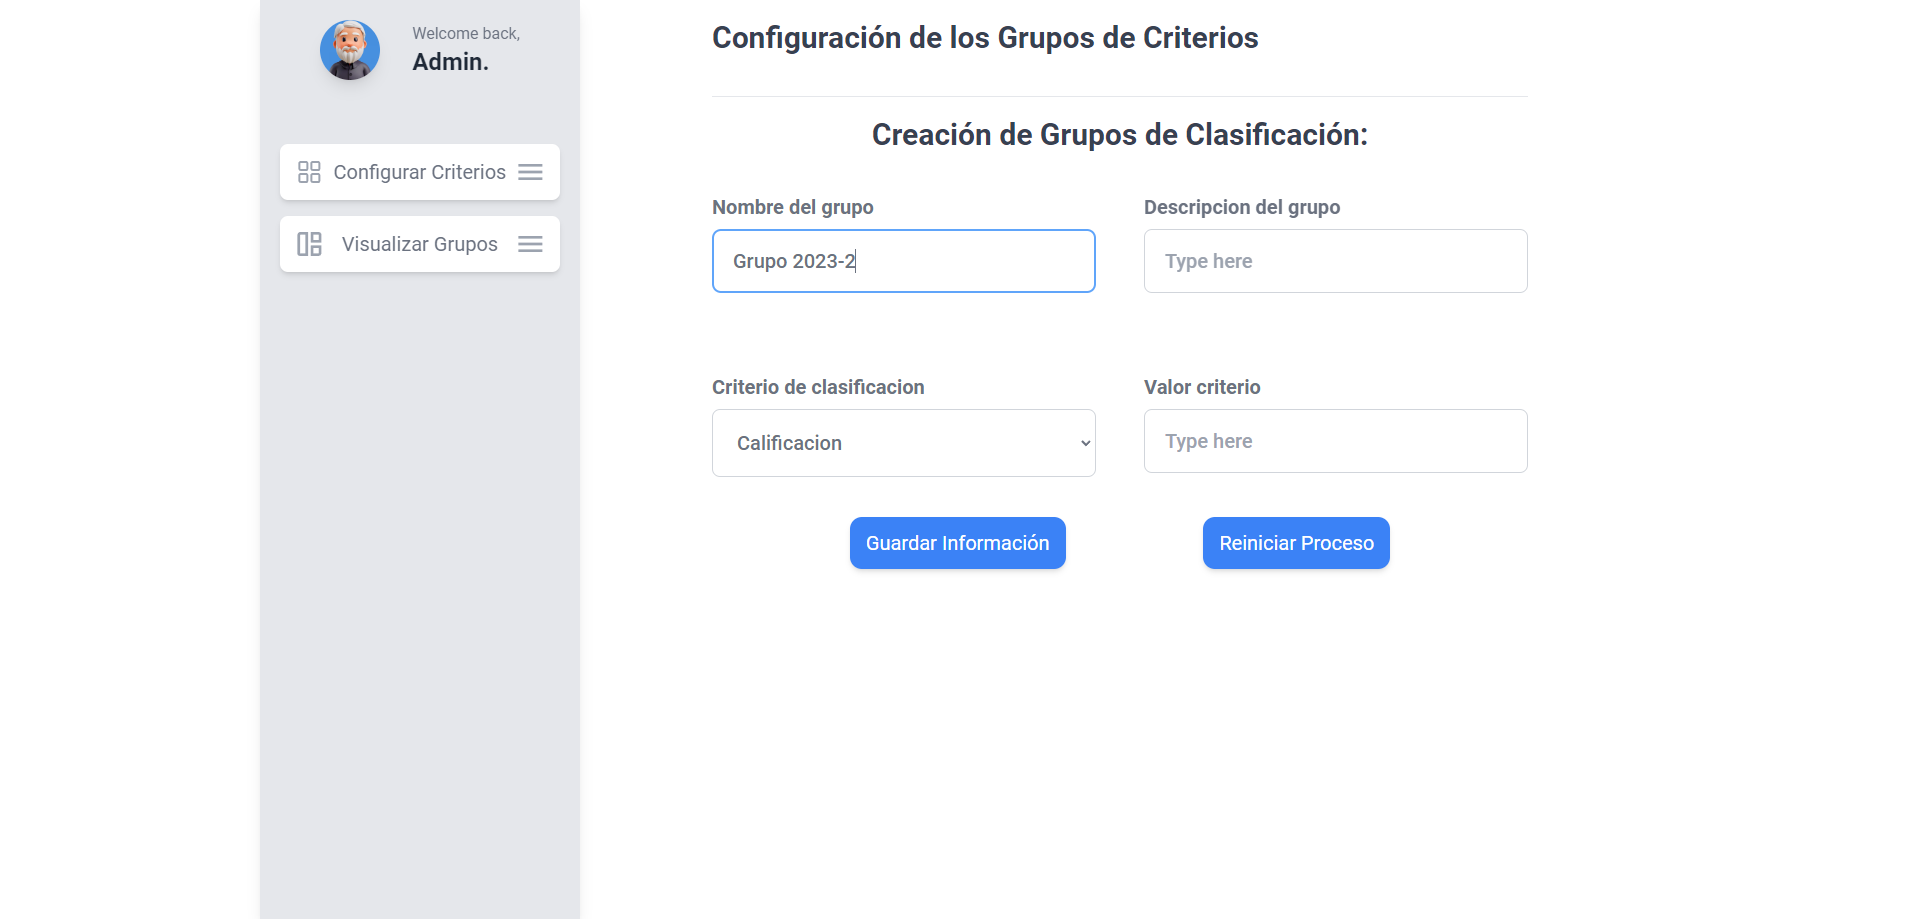 Welcome back,
Admin.
Configurar Criterios
Visualizar Grupos
Configuración de los Grupos de Criterios
Creación de Grupos de Clasificación:
Nombre del grupo
Descripcion del grupo
Grupo 2023-2
Type here
Criterio de clasificacion
Valor criterio
Calificacion
Type here
Guardar Información
Reiniciar Proceso